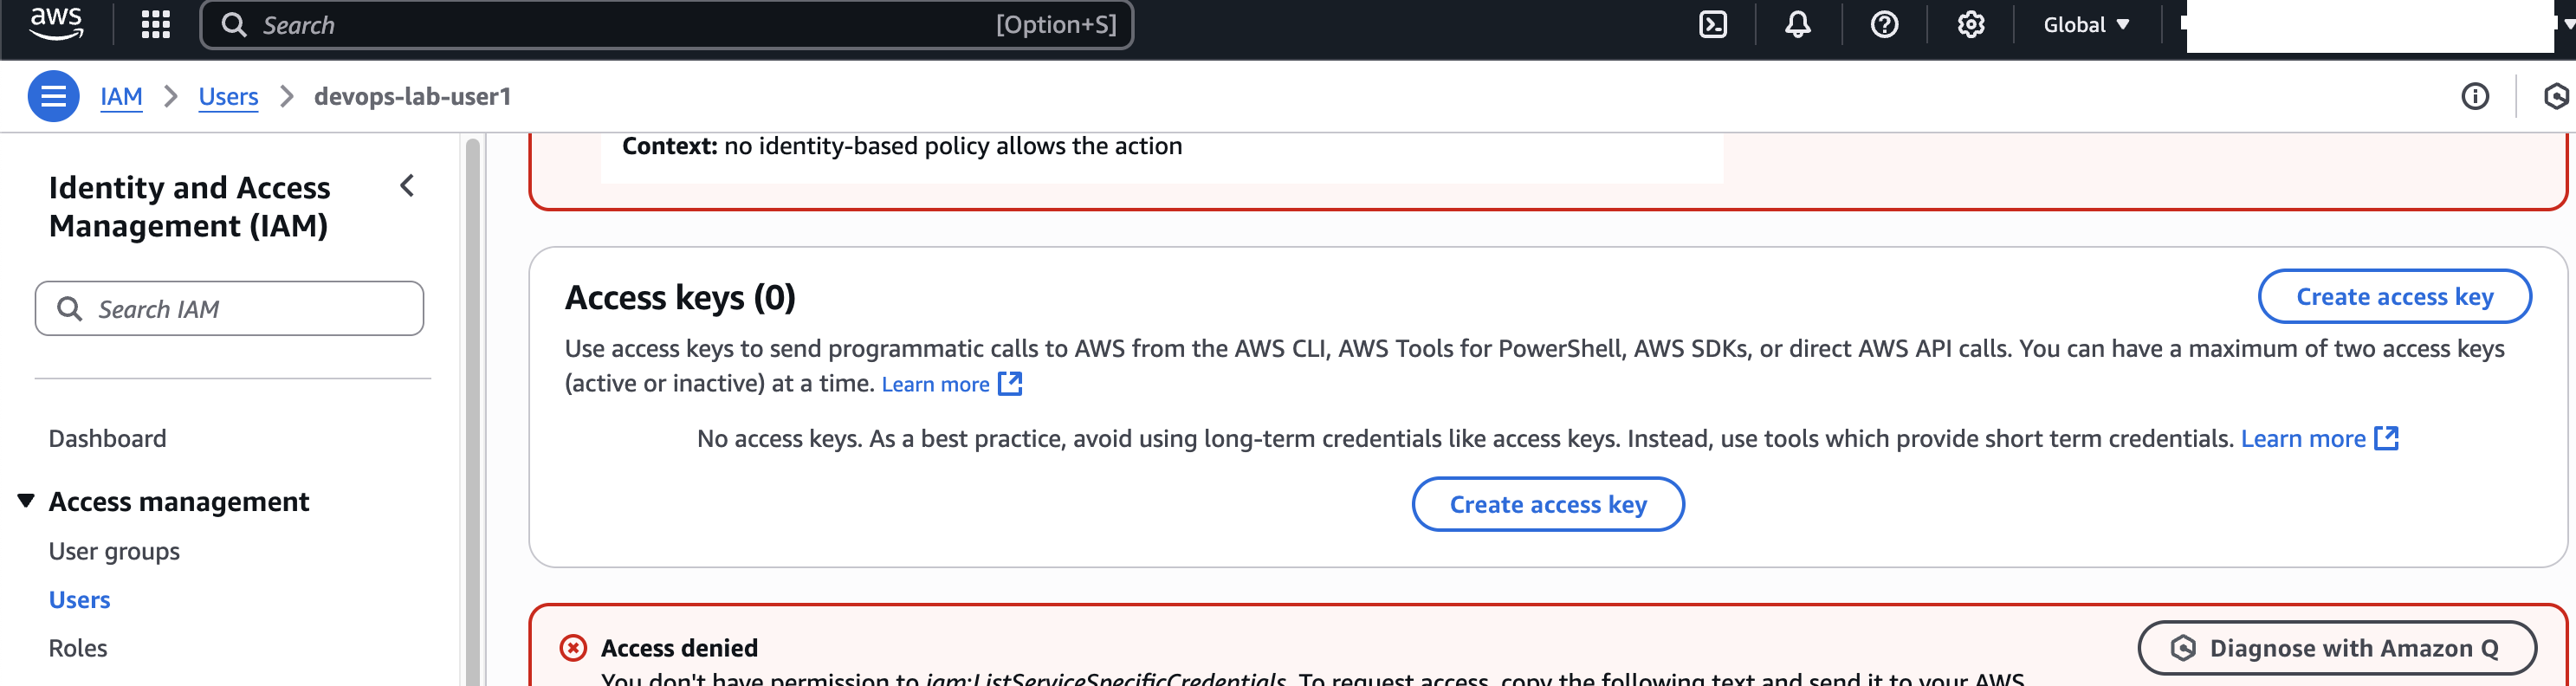 aws
Search [Option+S]
Global
IAM > Users > devops-lab-user1
Identity and Access
Management (IAM)
Search IAM
Dashboard
Access management
User groups
Users
Roles
Context: no identity-based policy allows the action
Access keys (0)
Create access key
Use access keys to send programmatic calls to AWS from the AWS CLI, AWS Tools for PowerShell, AWS SDKs, or direct AWS API calls. You can have a maximum of two access keys
(active or inactive) at a time. Learn more
No access keys. As a best practice, avoid using long-term credentials like access keys. Instead, use tools which provide short term credentials. Learn more
Create access key
Access denied
Diagnose with Amazon Q
You don't have permission to iam:ListServiceSpecificCredentials. To request access, copy the following text and send it to your AWS